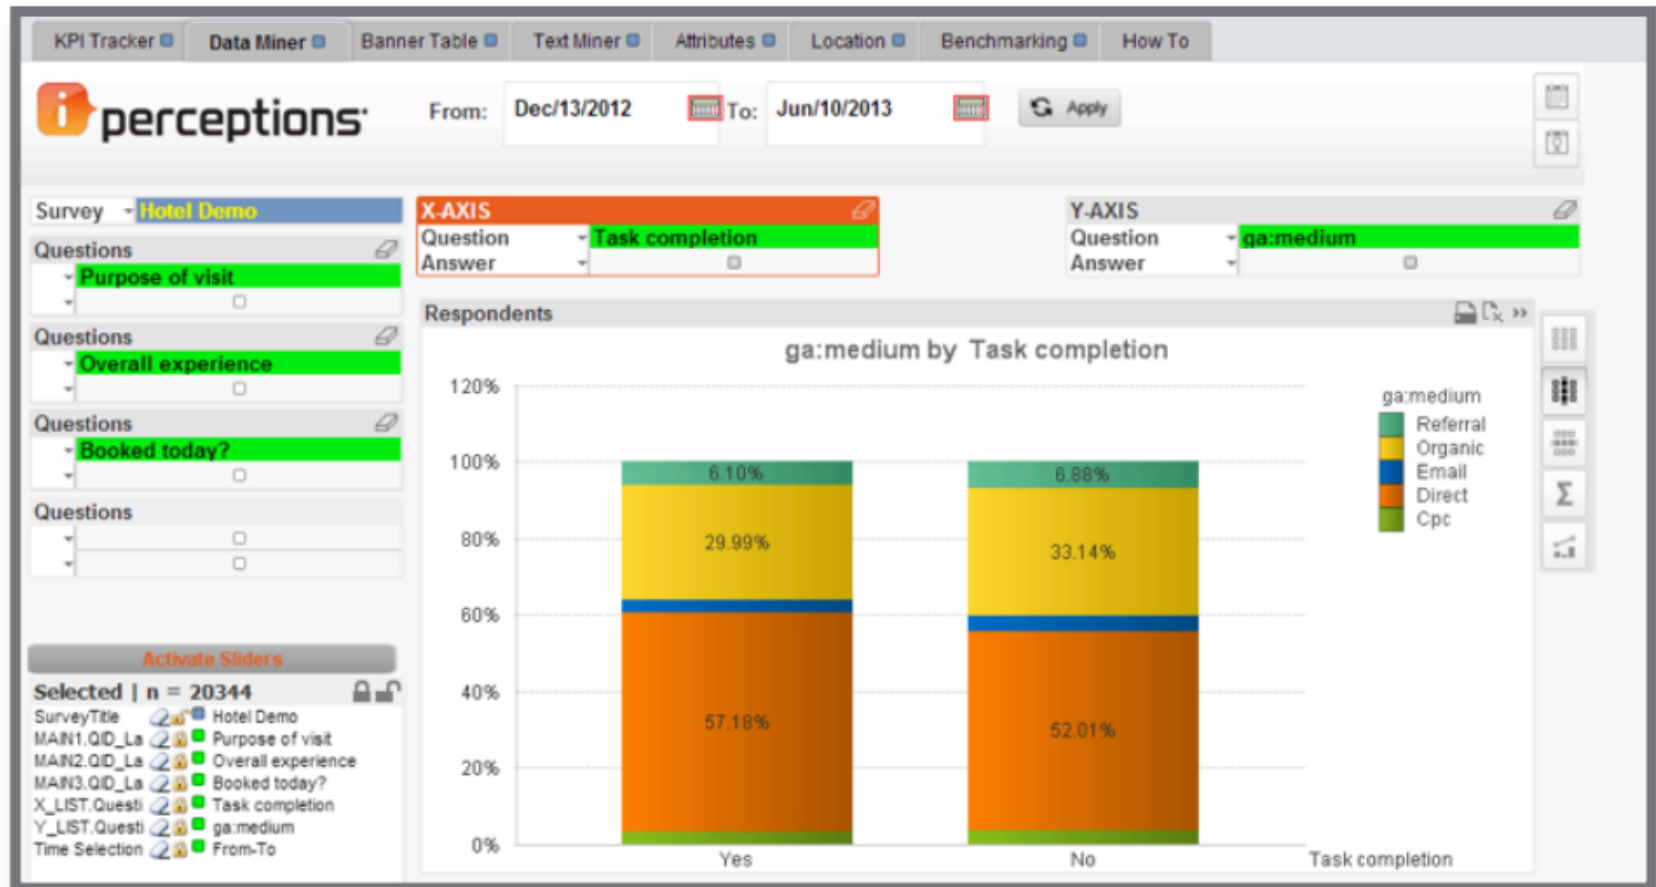 KPI Tracker Data Miner Banner Table Text Miner Attributes Location Benchmarking How To
i perceptions
From: Dec/13/2012 To: Jun/10/2013 Apply
Survey Hotel Demo
Questions
Purpose of visit
Questions
Overall experience
Questions
Booked today?
Questions
Activate Sliders
Selected | n = 20344
SurveyTitle Hotel Demo
MAIN1.QID_La Purpose of visit
MAIN2.QID_La Overall experience
MAIN3.QID_La Booked today?
X_LIST.Questi Task completion
Y_LIST.Questi ga:medium
Time Selection From-To
X-AXIS
Question Task completion
Answer
Y-AXIS
Question ga:medium
Answer
Respondents
ga:medium by Task completion
120%
100%
80%
60%
40%
20%
0%
6.10%
29.99%
57.18%
6.88%
33.14%
52.01%
Yes No Task completion
ga:medium
Referral
Organic
Email
Direct
Cpc
Σ